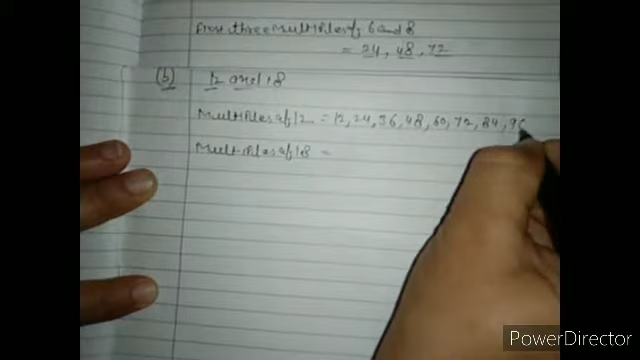 First three multiples of 6 and 8
= 24, 48, 72
(b) 12 and 18
Multiples of 12 = 12, 24, 36, 48, 60, 72, 84, 96
Multiples of 18 =
PowerDirector